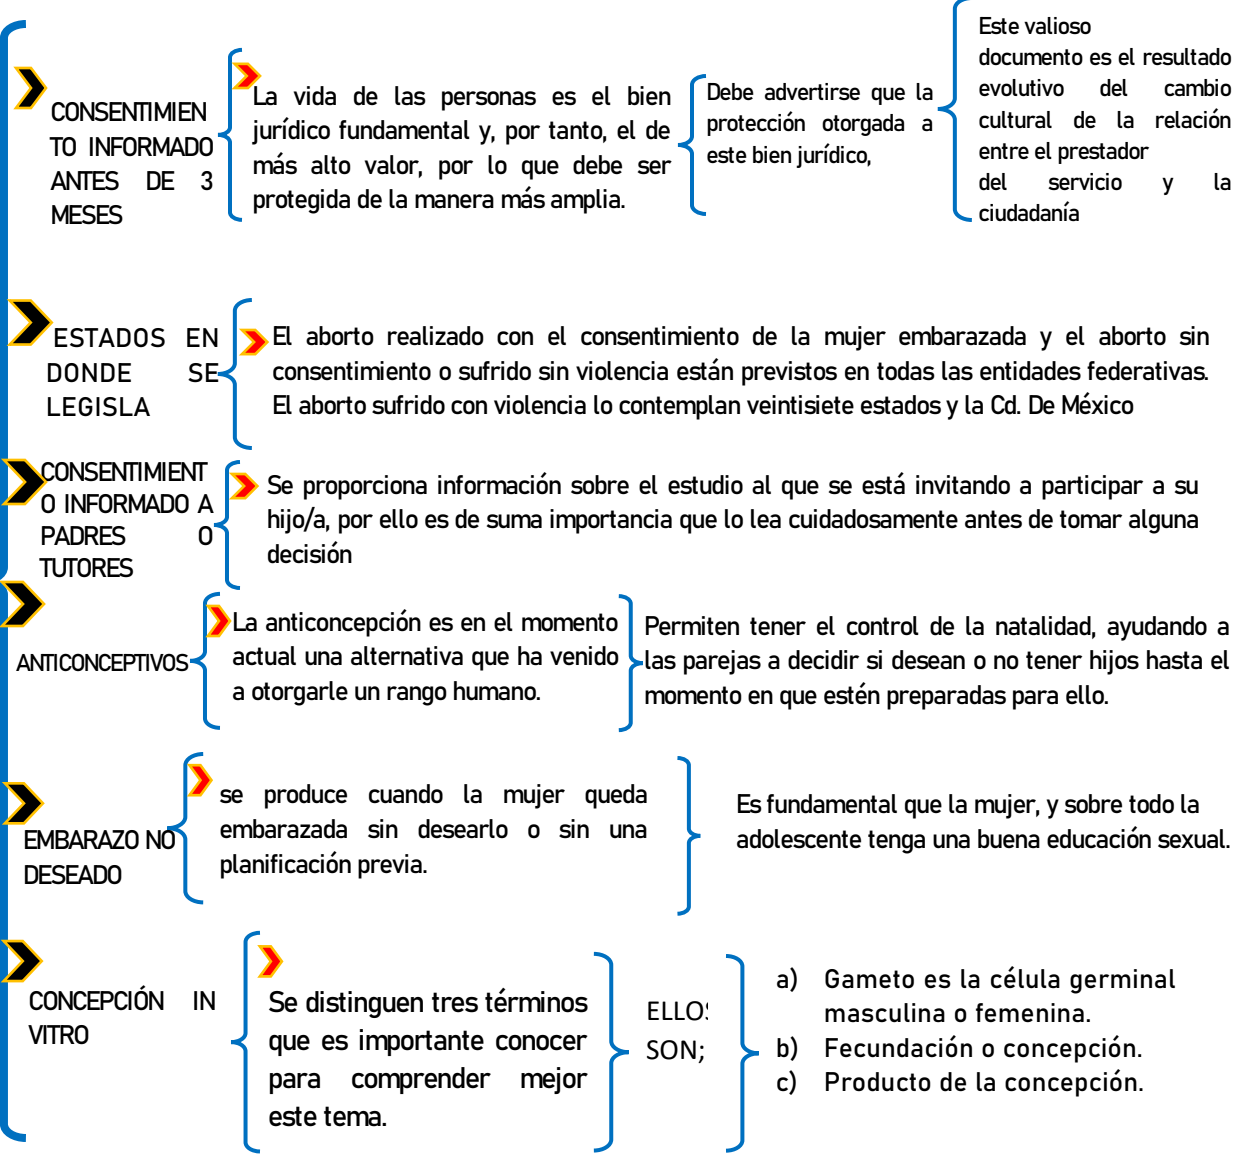 CONSENTIMIEN
TO INFORMADO
ANTES DE 3
MESES
La vida de las personas es el bien
jurídico fundamental y, por tanto, el de
más alto valor, por lo que debe ser
protegida de la manera más amplia.
Debe advertirse que la
protección otorgada a
este bien jurídico,
Este valioso
documento es el resultado
evolutivo del cambio
cultural de la relación
entre el prestador
del servicio y la
ciudadanía
ESTADOS EN
DONDE SE
LEGISLA
El aborto realizado con el consentimiento de la mujer embarazada y el aborto sin
consentimiento o sufrido sin violencia están previstos en todas las entidades federativas.
El aborto sufrido con violencia lo contemplan veintisiete estados y la Cd. De México
CONSENTIMIENT
O INFORMADO A
PADRES O
TUTORES
Se proporciona información sobre el estudio al que se está invitando a participar a su
hijo/a, por ello es de suma importancia que lo lea cuidadosamente antes de tomar alguna
decisión
ANTICONCEPTIVOS
La anticoncepción es en el momento
actual una alternativa que ha venido
a otorgarle un rango humano.
Permiten tener el control de la natalidad, ayudando a
las parejas a decidir si desean o no tener hijos hasta el
momento en que estén preparadas para ello.
EMBARAZO NO
DESEADO
se produce cuando la mujer queda
embarazada sin desearlo o sin una
planificación previa.
Es fundamental que la mujer, y sobre todo la
adolescente tenga una buena educación sexual.
CONCEPCIÓN IN
VITRO
Se distinguen tres términos
que es importante conocer
para comprender mejor
este tema.
ELLOS
SON;
a) Gameto es la célula germinal
masculina o femenina.
b) Fecundación o concepción.
c) Producto de la concepción.